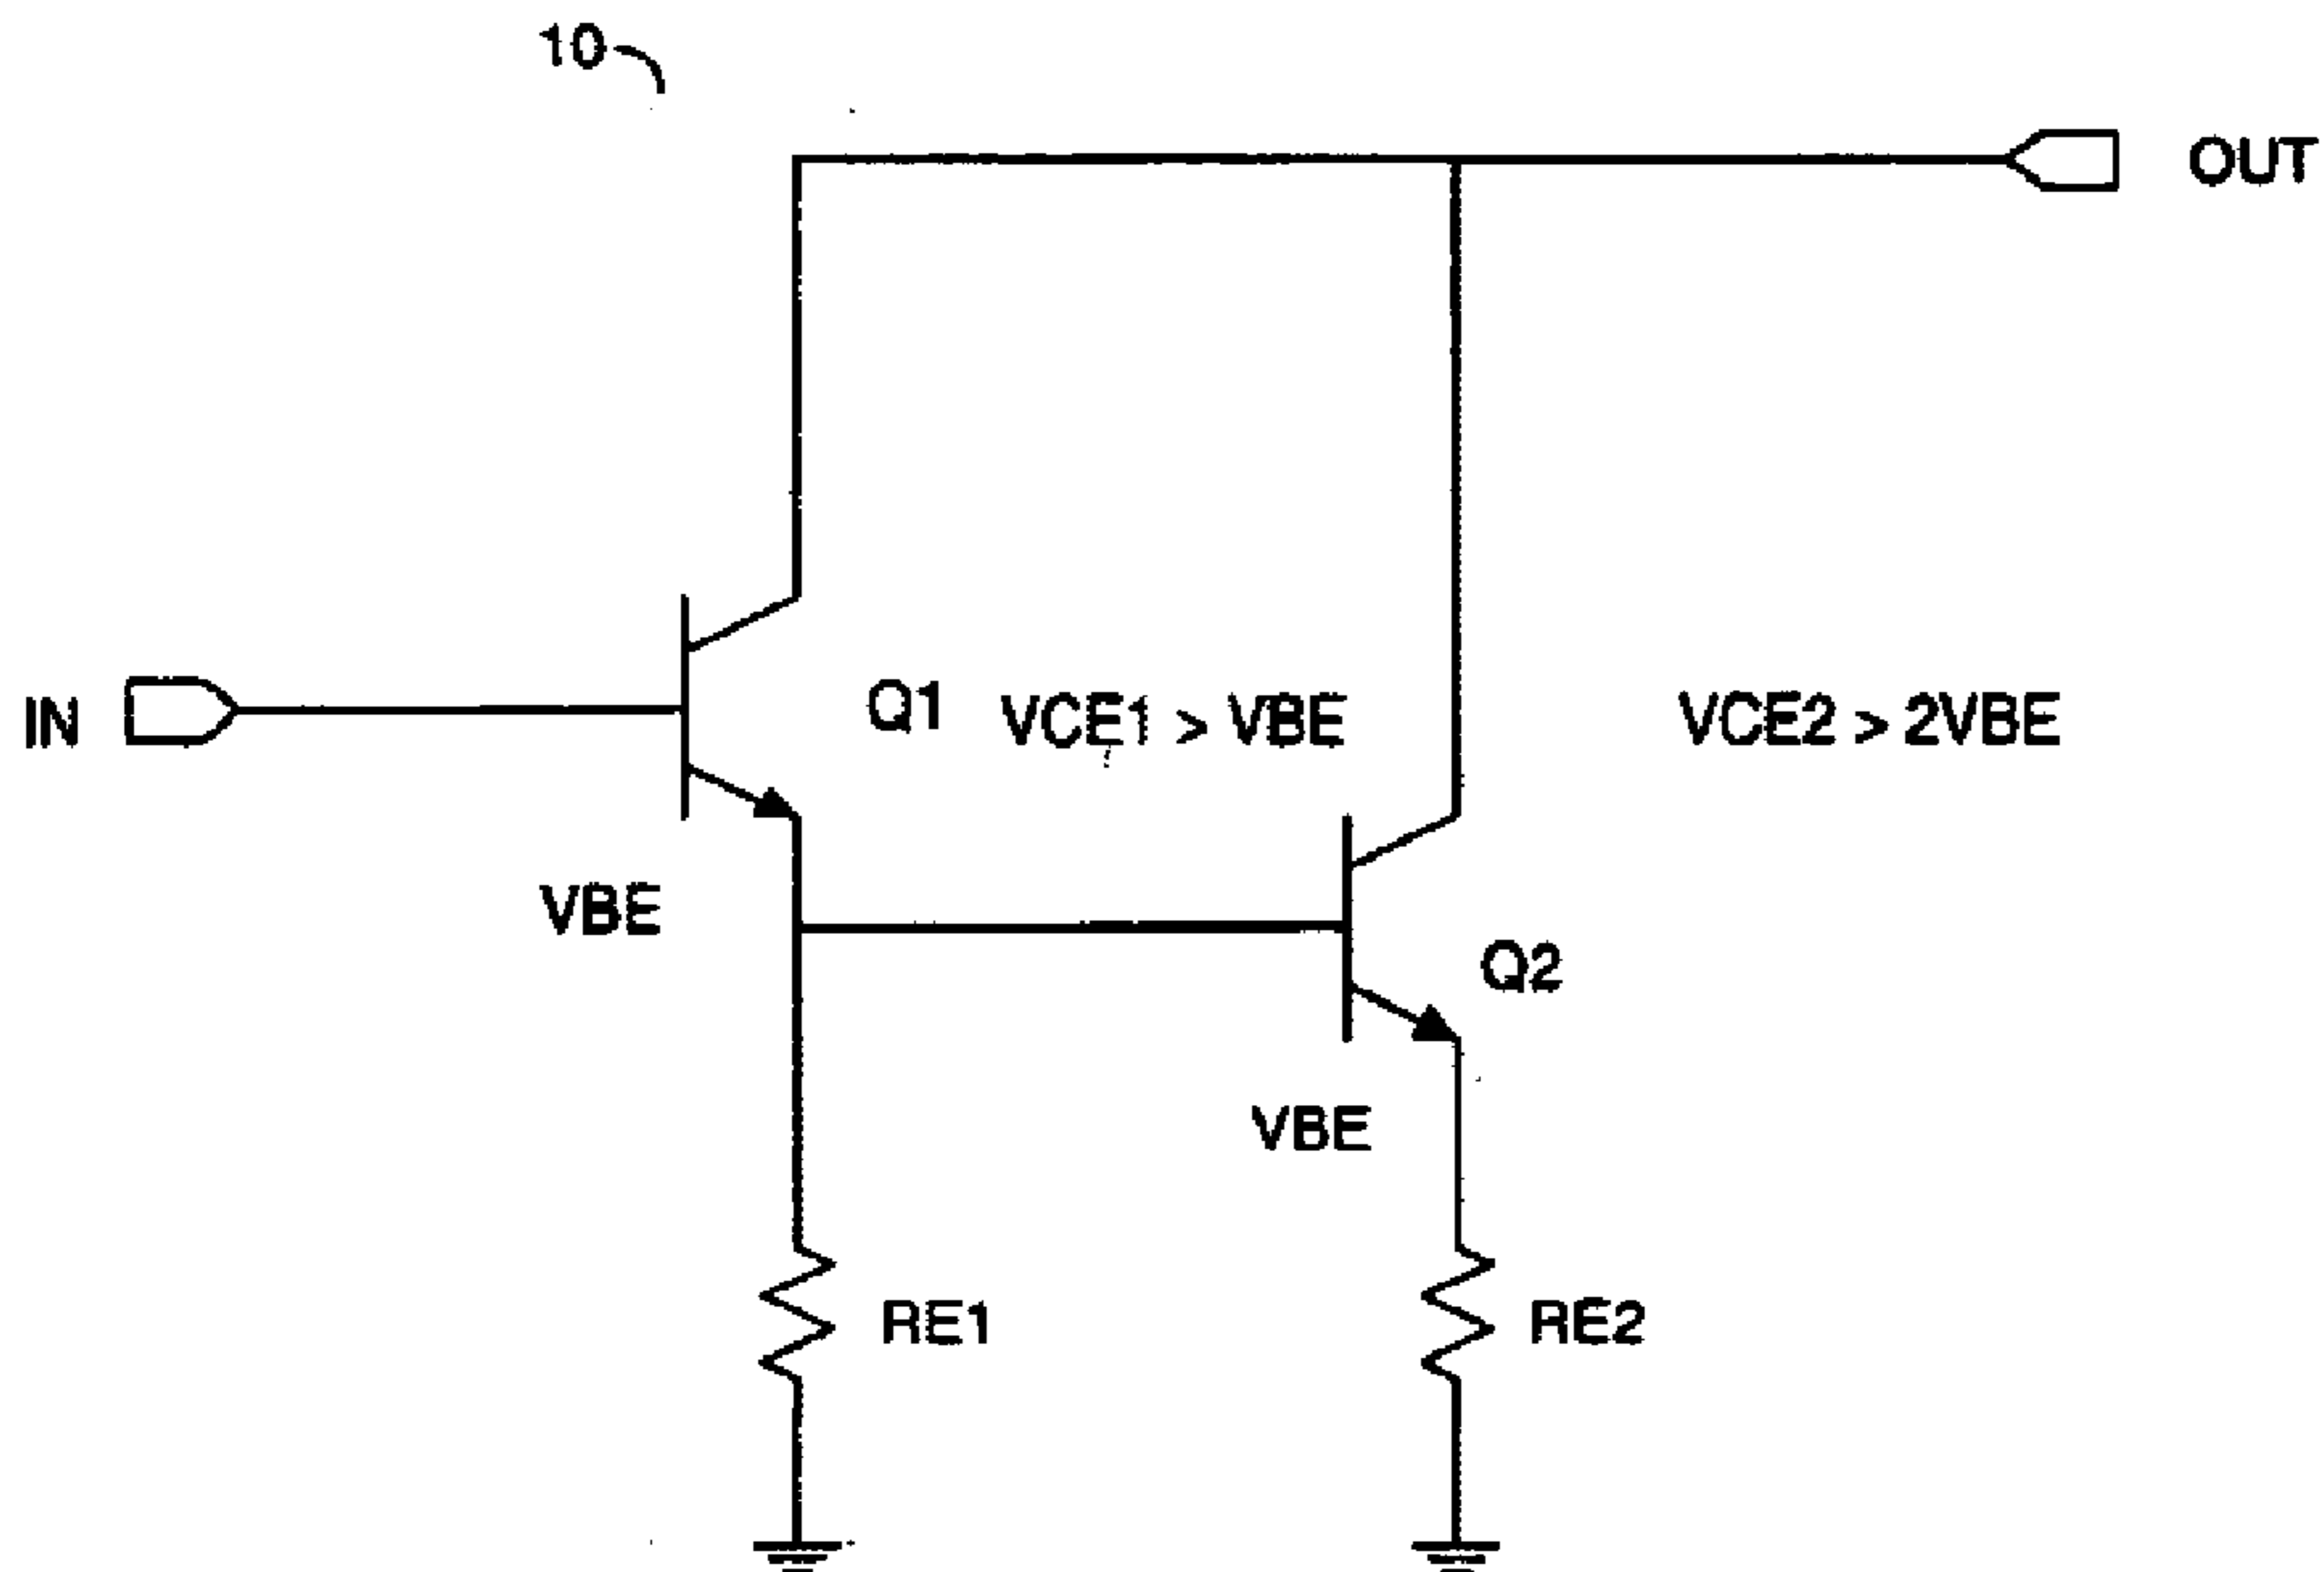 10
OUT
IN
Q1
VCE1 > VBE
VCE2 > 2VBE
VBE
Q2
VBE
RE1
RE2